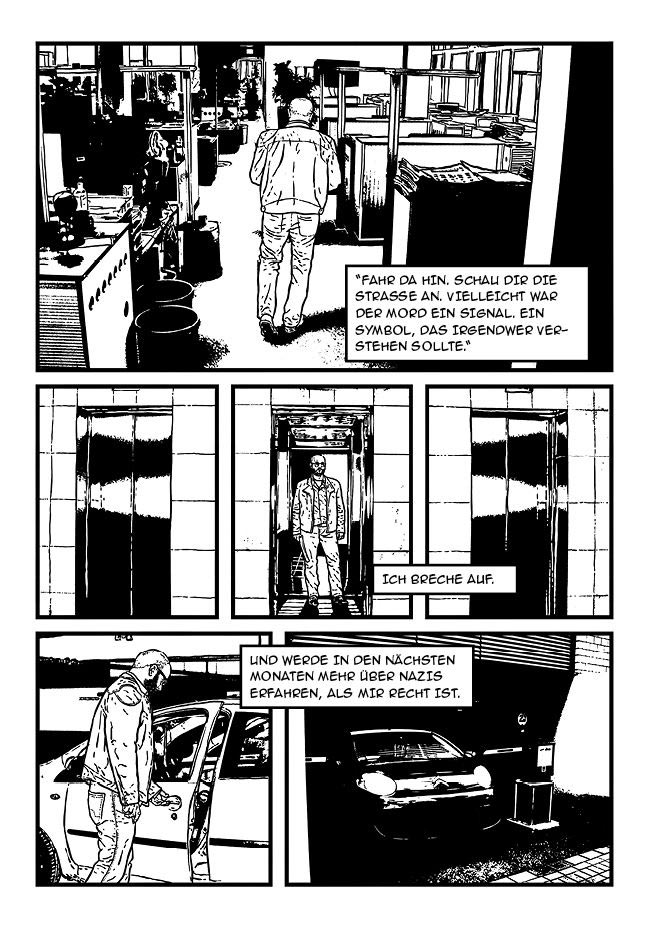 "FAHR DA HIN. SCHAU DIR DIE
STRASSE AN. VIELLEICHT WAR
DER MORD EIN SIGNAL. EIN
SYMBOL, DAS IRGENDWER VER-
STEHEN SOLLTE."
ICH BRECHE AUF.
UND WERDE IN DEN NÄCHSTEN
MONATEN MEHR ÜBER NAZIS
ERFAHREN, ALS MIR RECHT IST.